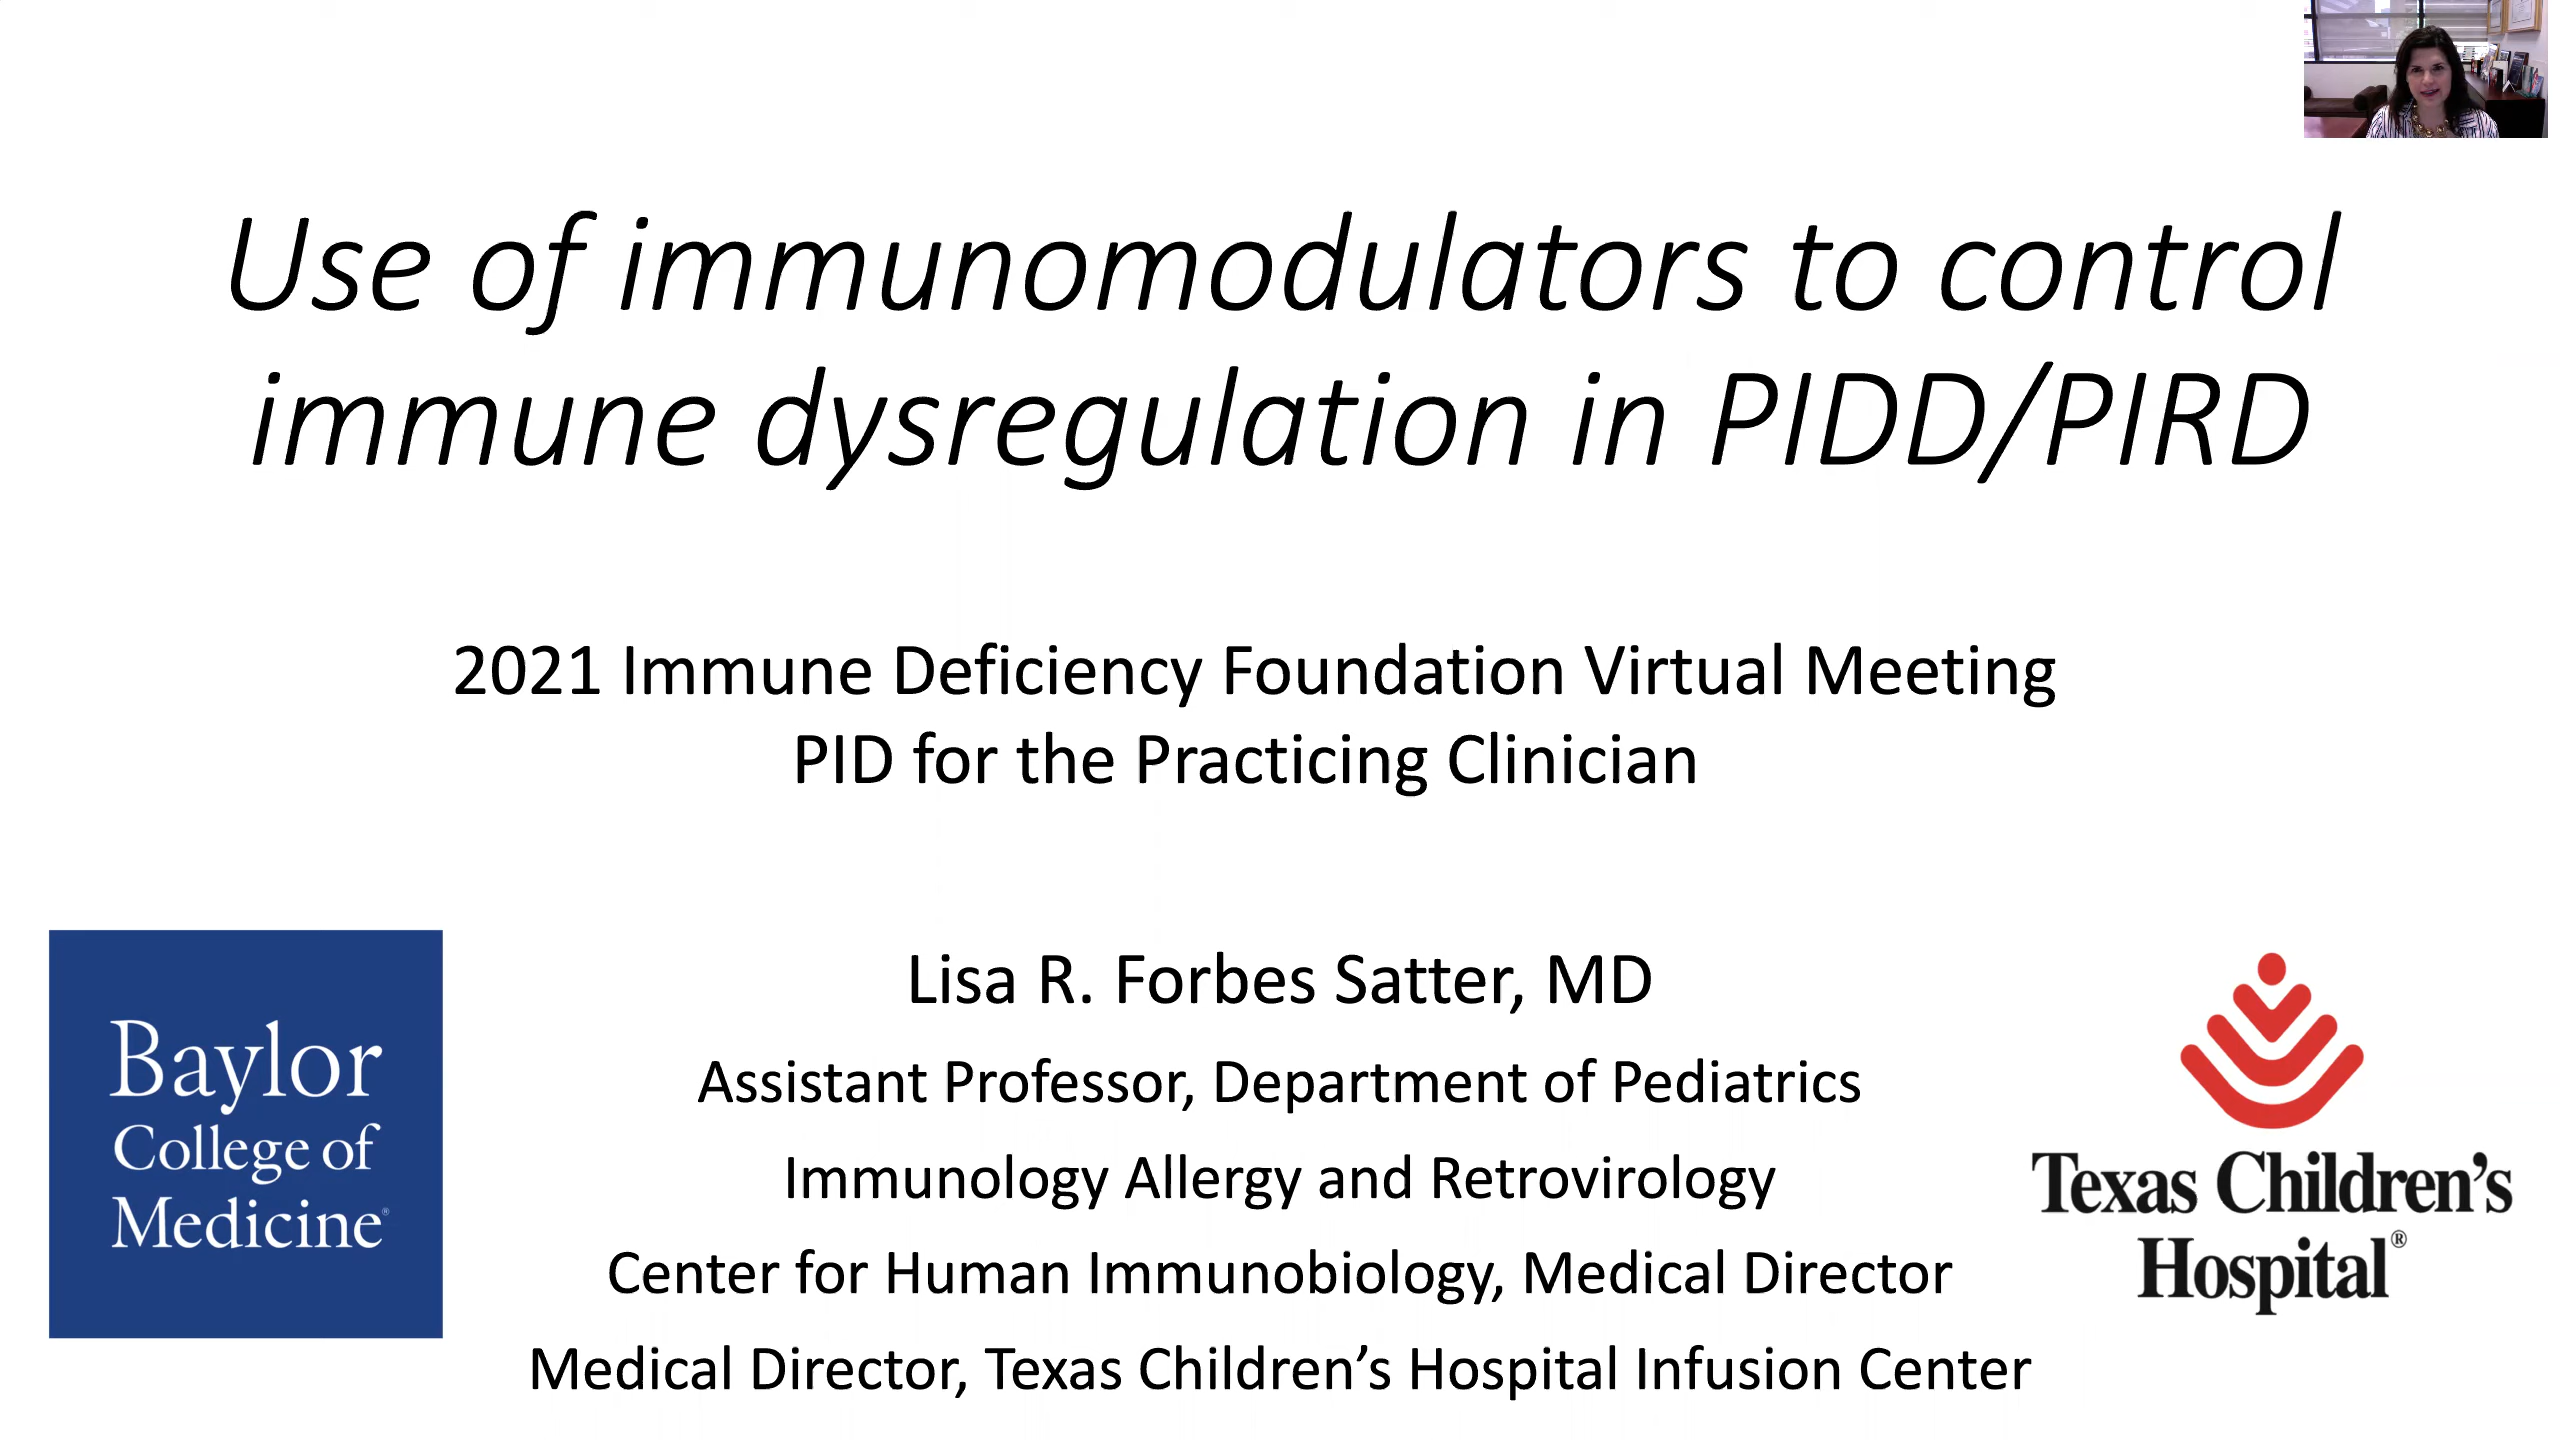 Use of immunomodulators to control
immune dysregulation in PIDD/PIRD
2021 Immune Deficiency Foundation Virtual Meeting
PID for the Practicing Clinician
Lisa R. Forbes Satter, MD
Assistant Professor, Department of Pediatrics
Immunology Allergy and Retrovirology
Center for Human Immunobiology, Medical Director
Medical Director, Texas Children’s Hospital Infusion Center
Baylor
College of
Medicine®
Texas Children’s
Hospital®